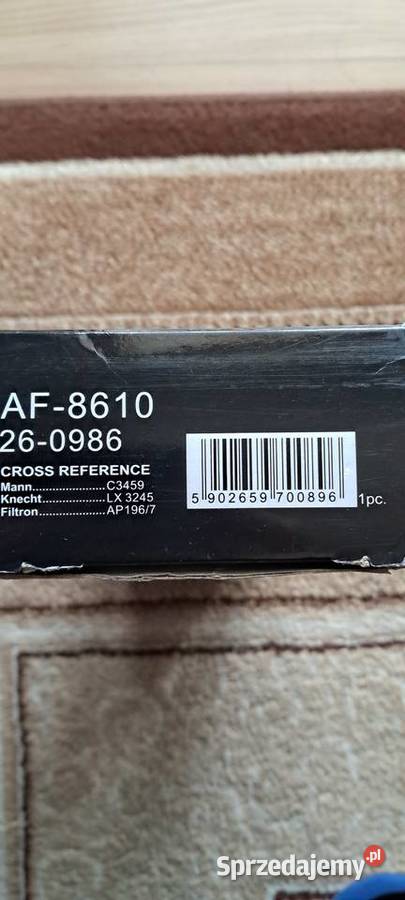 AF-8610
26-0986
CROSS REFERENCE
Mann......................C3459
Knecht...................LX 3245
Filtron....................AP196/7
5 902659 700896
1pc.
Sprzedajemy.pl